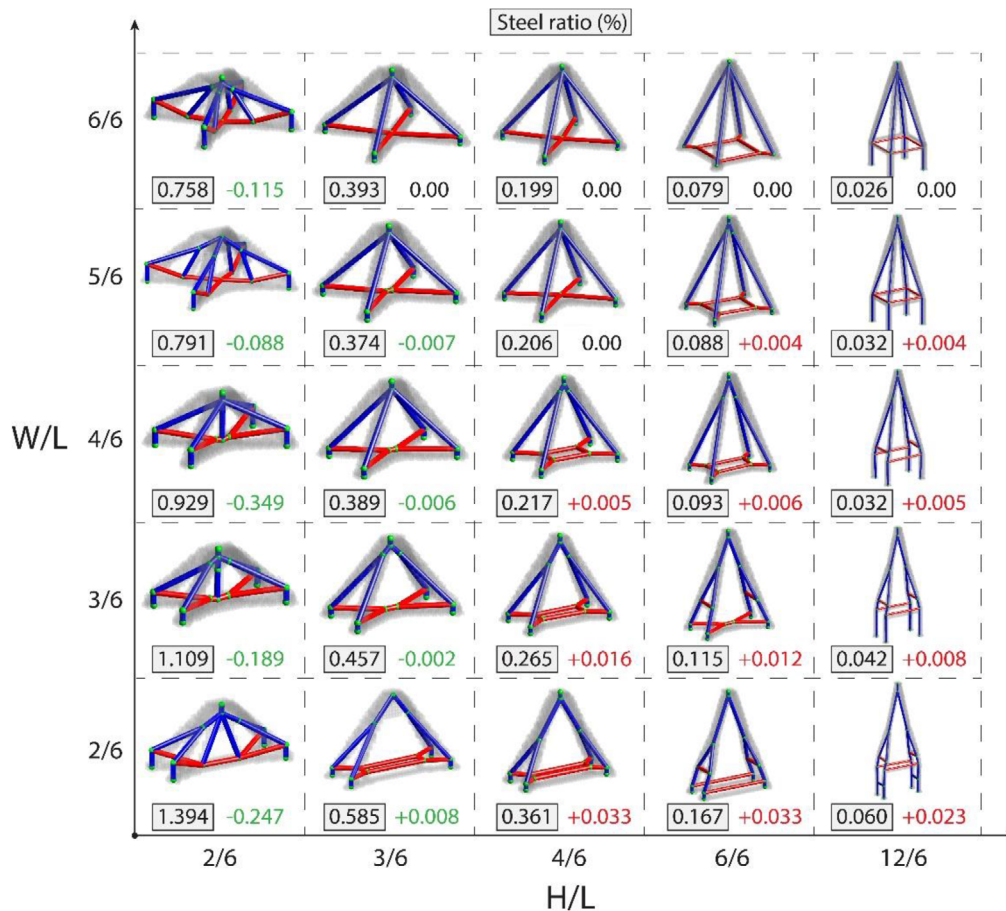 Steel ratio (%)
6/6
0.758 -0.115 0.393 0.00 0.199 0.00 0.079 0.00 0.026 0.00
5/6
0.791 -0.088 0.374 -0.007 0.206 0.00 0.088 +0.004 0.032 +0.004
W/L
4/6
0.929 -0.349 0.389 -0.006 0.217 +0.005 0.093 +0.006 0.032 +0.005
3/6
1.109 -0.189 0.457 -0.002 0.265 +0.016 0.115 +0.012 0.042 +0.008
2/6
1.394 -0.247 0.585 +0.008 0.361 +0.033 0.167 +0.033 0.060 +0.023
2/6 3/6 4/6 6/6 12/6
H/L